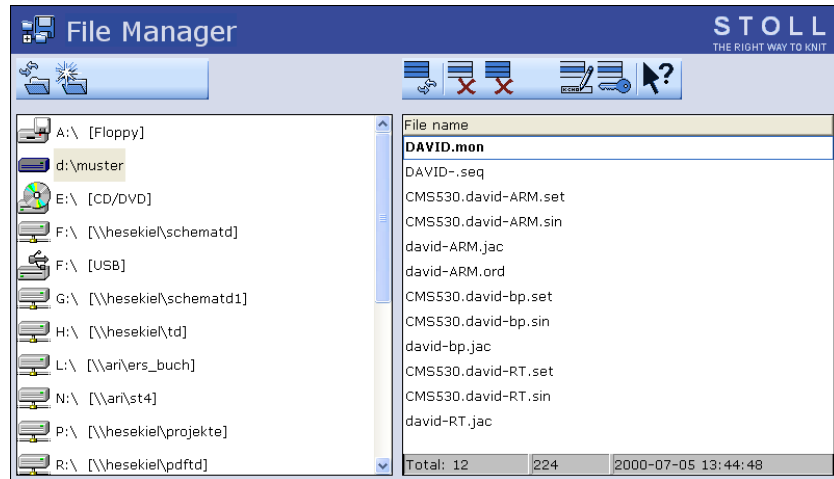 File Manager
STOLL
THE RIGHT WAY TO KNIT
A:\ [Floppy]
d:\muster
E:\ [CD/DVD]
F:\ [\\hesekiel\schematd]
F:\ [USB]
G:\ [\\hesekiel\schematd1]
H:\ [\\hesekiel\td]
L:\ [\\ari\ers_buch]
N:\ [\\ari\st4]
P:\ [\\hesekiel\projekte]
R:\ [\\hesekiel\pdftd]
File name
DAVID.mon
DAVID-.seq
CMS530.david-ARM.set
CMS530.david-ARM.sin
david-ARM.jac
david-ARM.ord
CMS530.david-bp.set
CMS530.david-bp.sin
david-bp.jac
CMS530.david-RT.set
CMS530.david-RT.sin
david-RT.jac
Total: 12 224 2000-07-05 13:44:48